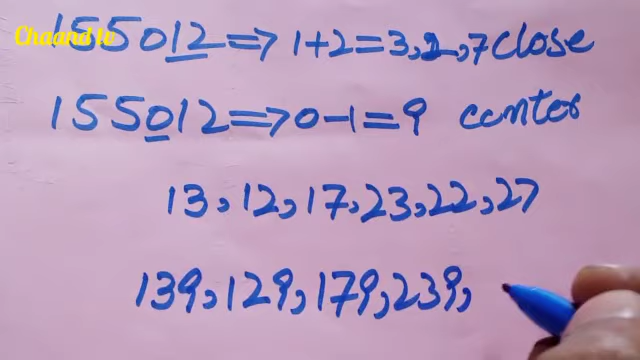 Chaand tv
155012 => 1+2=3,2,7 close
155012 => 0-1=9 center
13, 12, 17, 23, 22, 27
139, 129, 179, 239,